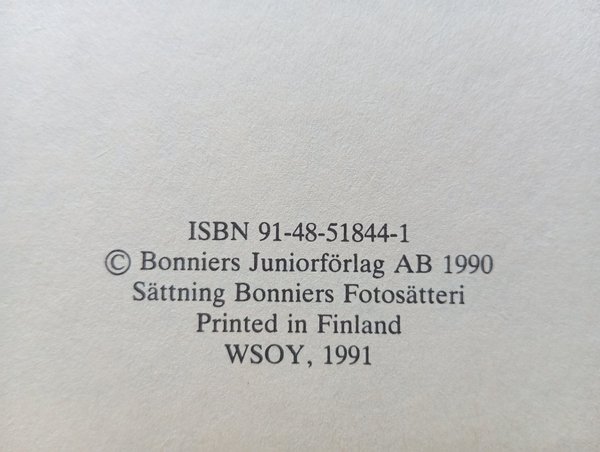 ISBN 91-48-51844-1
© Bonniers Juniorförlag AB 1990
Sättning Bonniers Fotosätteri
Printed in Finland
WSOY, 1991